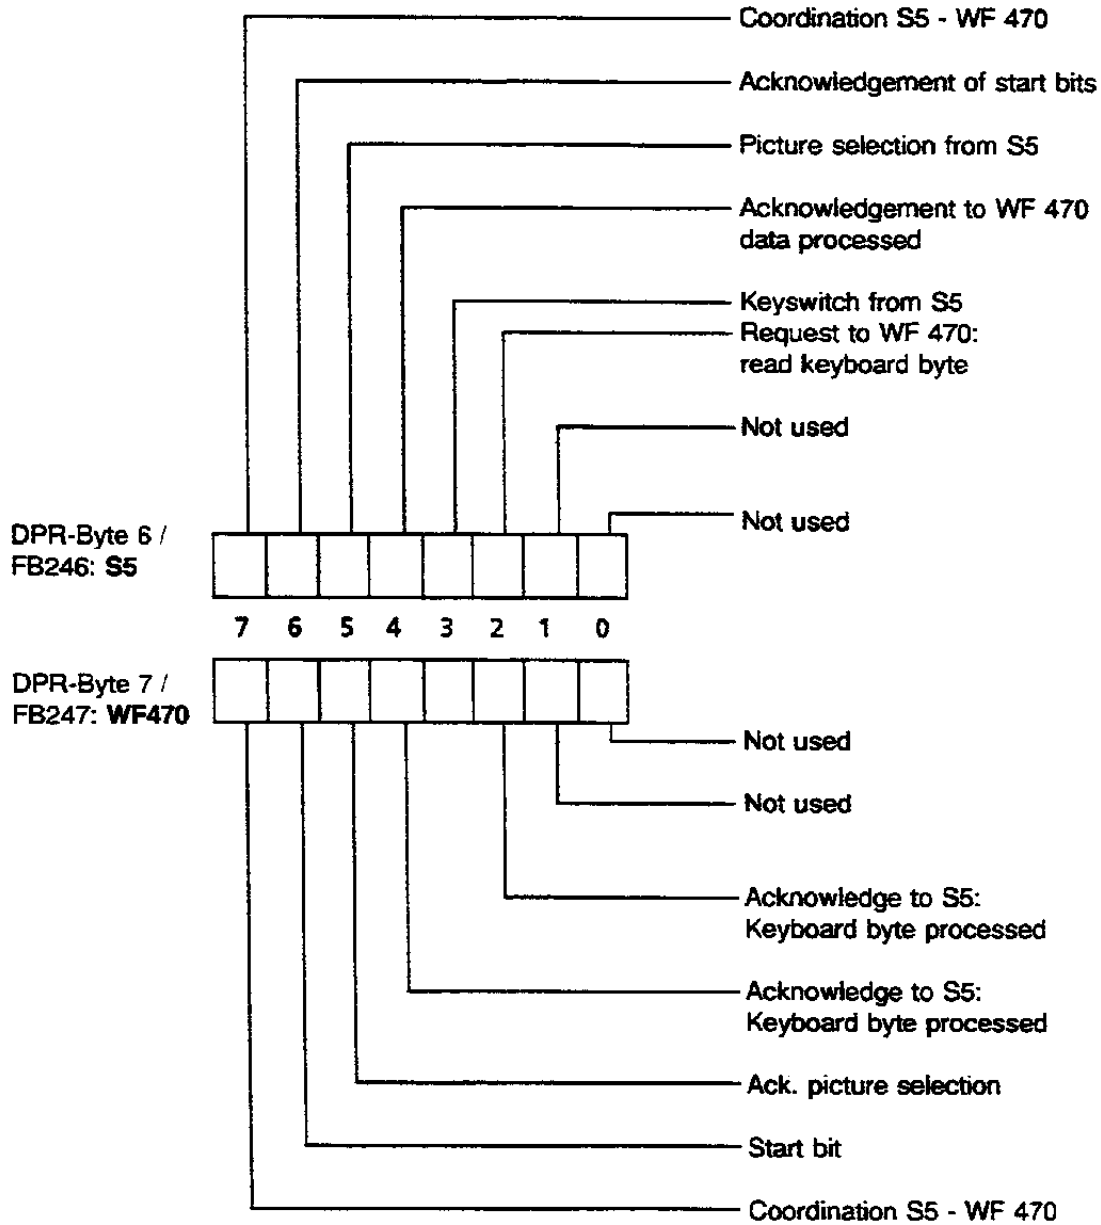 Coordination S5 - WF 470
Acknowledgement of start bits
Picture selection from S5
Acknowledgement to WF 470
data processed
Keyswitch from S5
Request to WF 470:
read keyboard byte
Not used
Not used
DPR-Byte 6 /
FB246: S5
7 6 5 4 3 2 1 0
DPR-Byte 7 /
FB247: WF470
Not used
Not used
Acknowledge to S5:
Keyboard byte processed
Acknowledge to S5:
Keyboard byte processed
Ack. picture selection
Start bit
Coordination S5 - WF 470